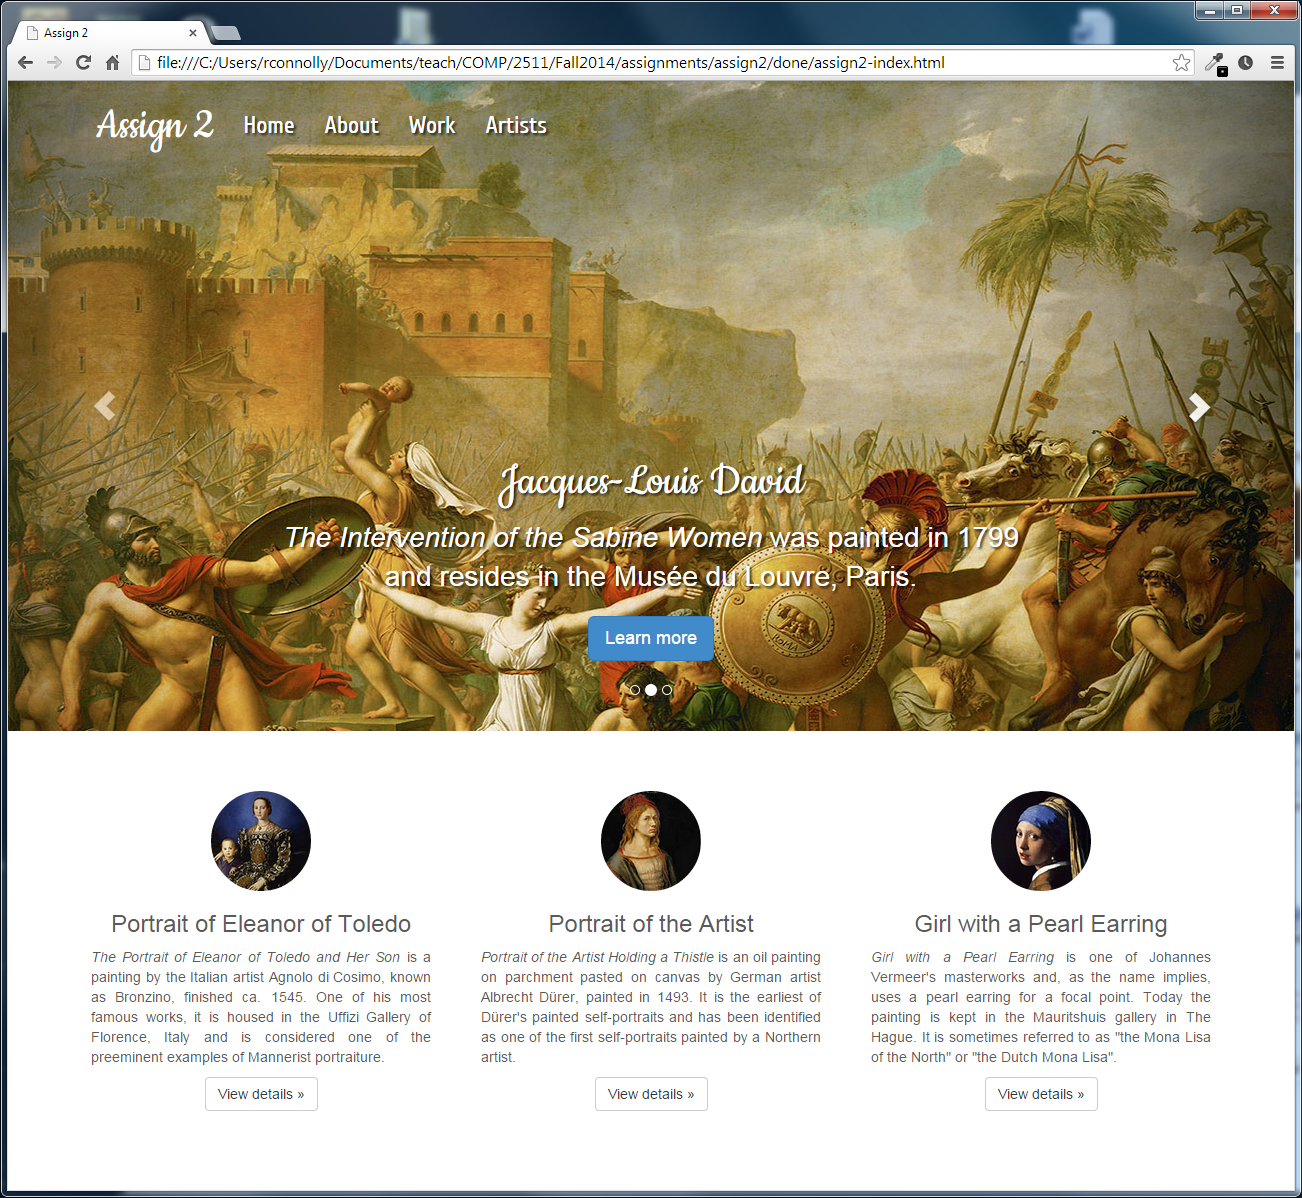 Assign 2
file:///C:/Users/rconnolly/Documents/teach/COMP/2511/Fall2014/assignments/assign2/done/assign2-index.html
Assign 2 Home About Work Artists
Jacques-Louis David
The Intervention of the Sabine Women was painted in 1799
and resides in the Musée du Louvre, Paris.
ROMA
Learn more
Portrait of Eleanor of Toledo
The Portrait of Eleanor of Toledo and Her Son is a
painting by the Italian artist Agnolo di Cosimo, known
as Bronzino, finished ca. 1545. One of his most
famous works, it is housed in the Uffizi Gallery of
Florence, Italy and is considered one of the
preeminent examples of Mannerist portraiture.
View details »
Portrait of the Artist
Portrait of the Artist Holding a Thistle is an oil painting
on parchment pasted on canvas by German artist
Albrecht Dürer, painted in 1493. It is the earliest of
Dürer's painted self-portraits and has been identified
as one of the first self-portraits painted by a Northern
artist.
View details »
Girl with a Pearl Earring
Girl with a Pearl Earring is one of Johannes
Vermeer's masterworks and, as the name implies,
uses a pearl earring for a focal point. Today the
painting is kept in the Mauritshuis gallery in The
Hague. It is sometimes referred to as "the Mona Lisa
of the North" or "the Dutch Mona Lisa".
View details »